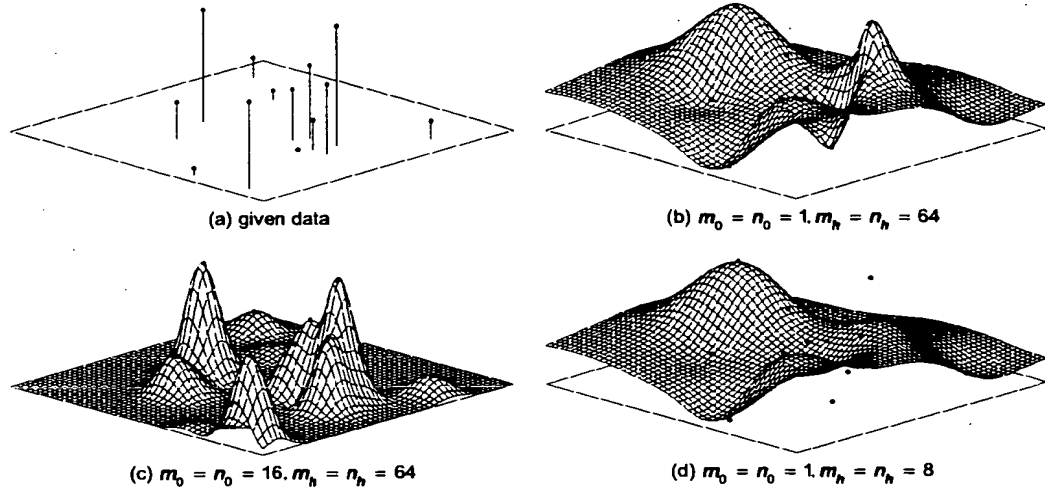 (a) given data
(b) m₀ = n₀ = 1, mₕ = nₕ = 64
(c) m₀ = n₀ = 16, mₕ = nₕ = 64
(d) m₀ = n₀ = 1, mₕ = nₕ = 8